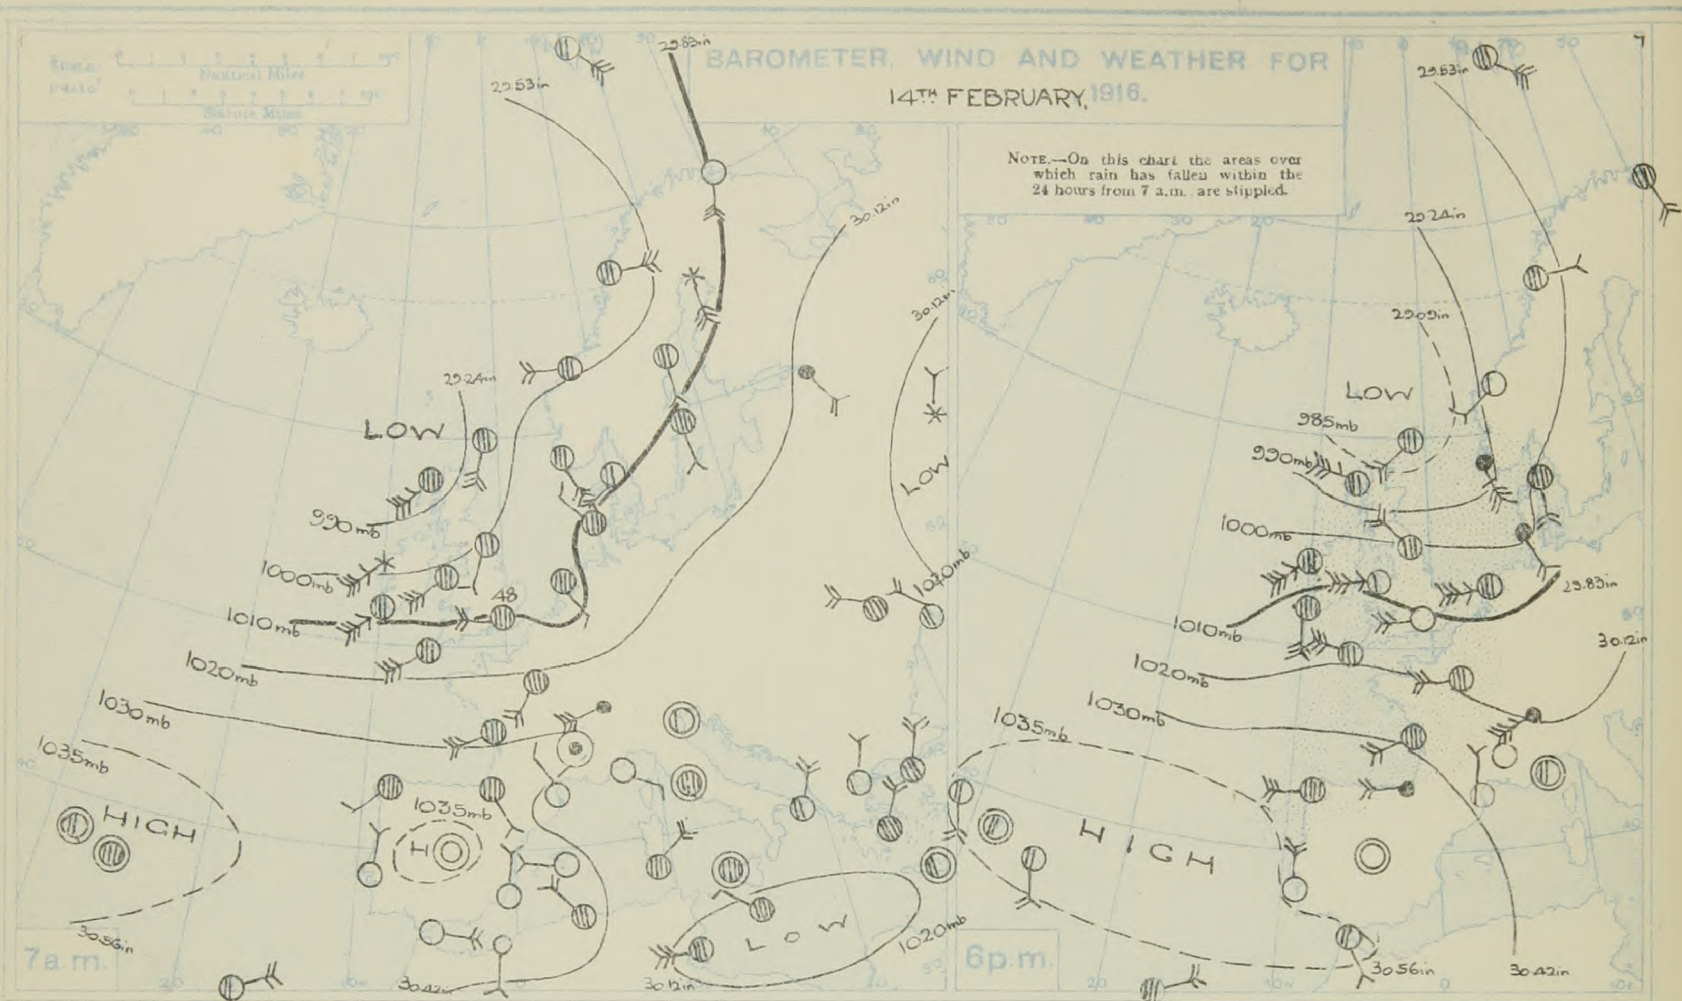 BAROMETER, WIND AND WEATHER FOR
14TH FEBRUARY, 1916.
NOTE.—On this chart the areas over
which rain has fallen within the
24 hours from 7 a.m. are stippled.
Nautical Miles
Statute Miles
29.53in
29.83in
30.12in
29.24in
LOW
990mb
1000mb
48
1010mb
1020mb
1030mb
1035mb
HIGH
30.56in
1035mb
H
30.42in
30.12in
LOW
1020mb
30.12in
LOW
1020mb
7a.m.
7
29.53in
29.24in
29.09in
LOW
985mb
990mb
1000mb
29.83in
1010mb
30.12in
1020mb
1030mb
1035mb
HIGH
30.56in
30.42in
6p.m.